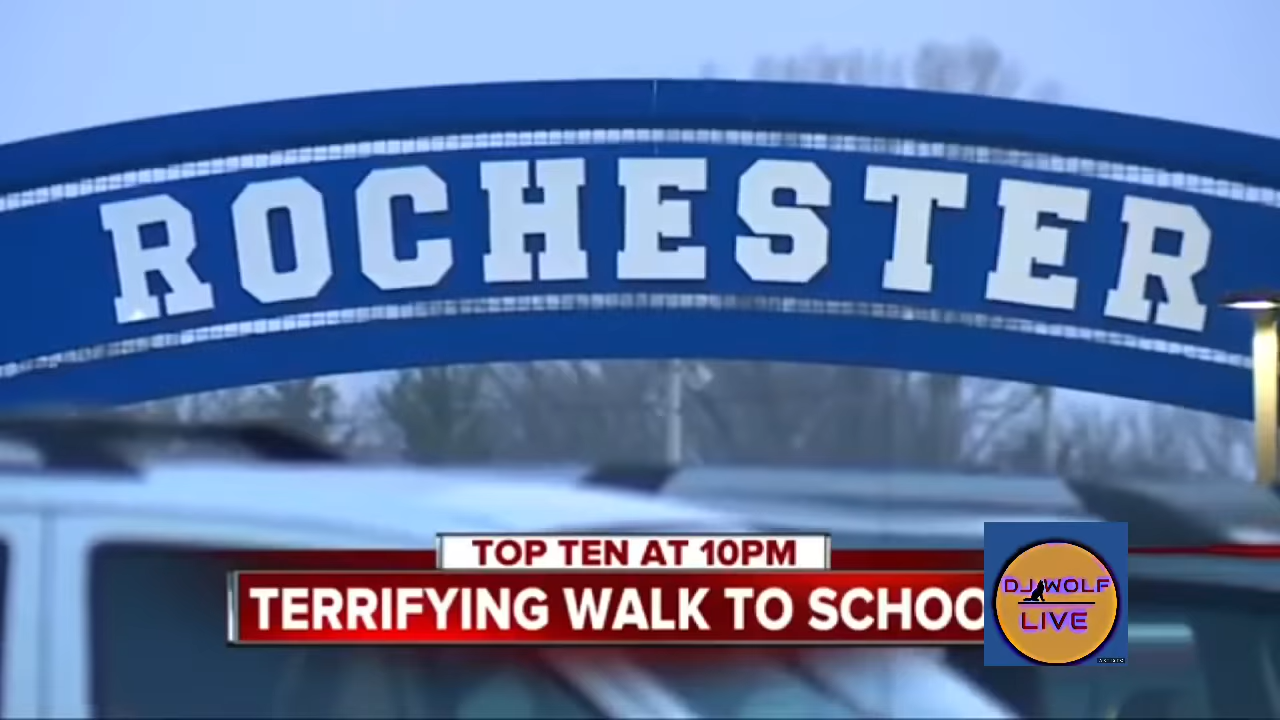 ROCHESTER
TOP TEN AT 10PM
TERRIFYING WALK TO SCHOO
DJ WOLF
LIVE